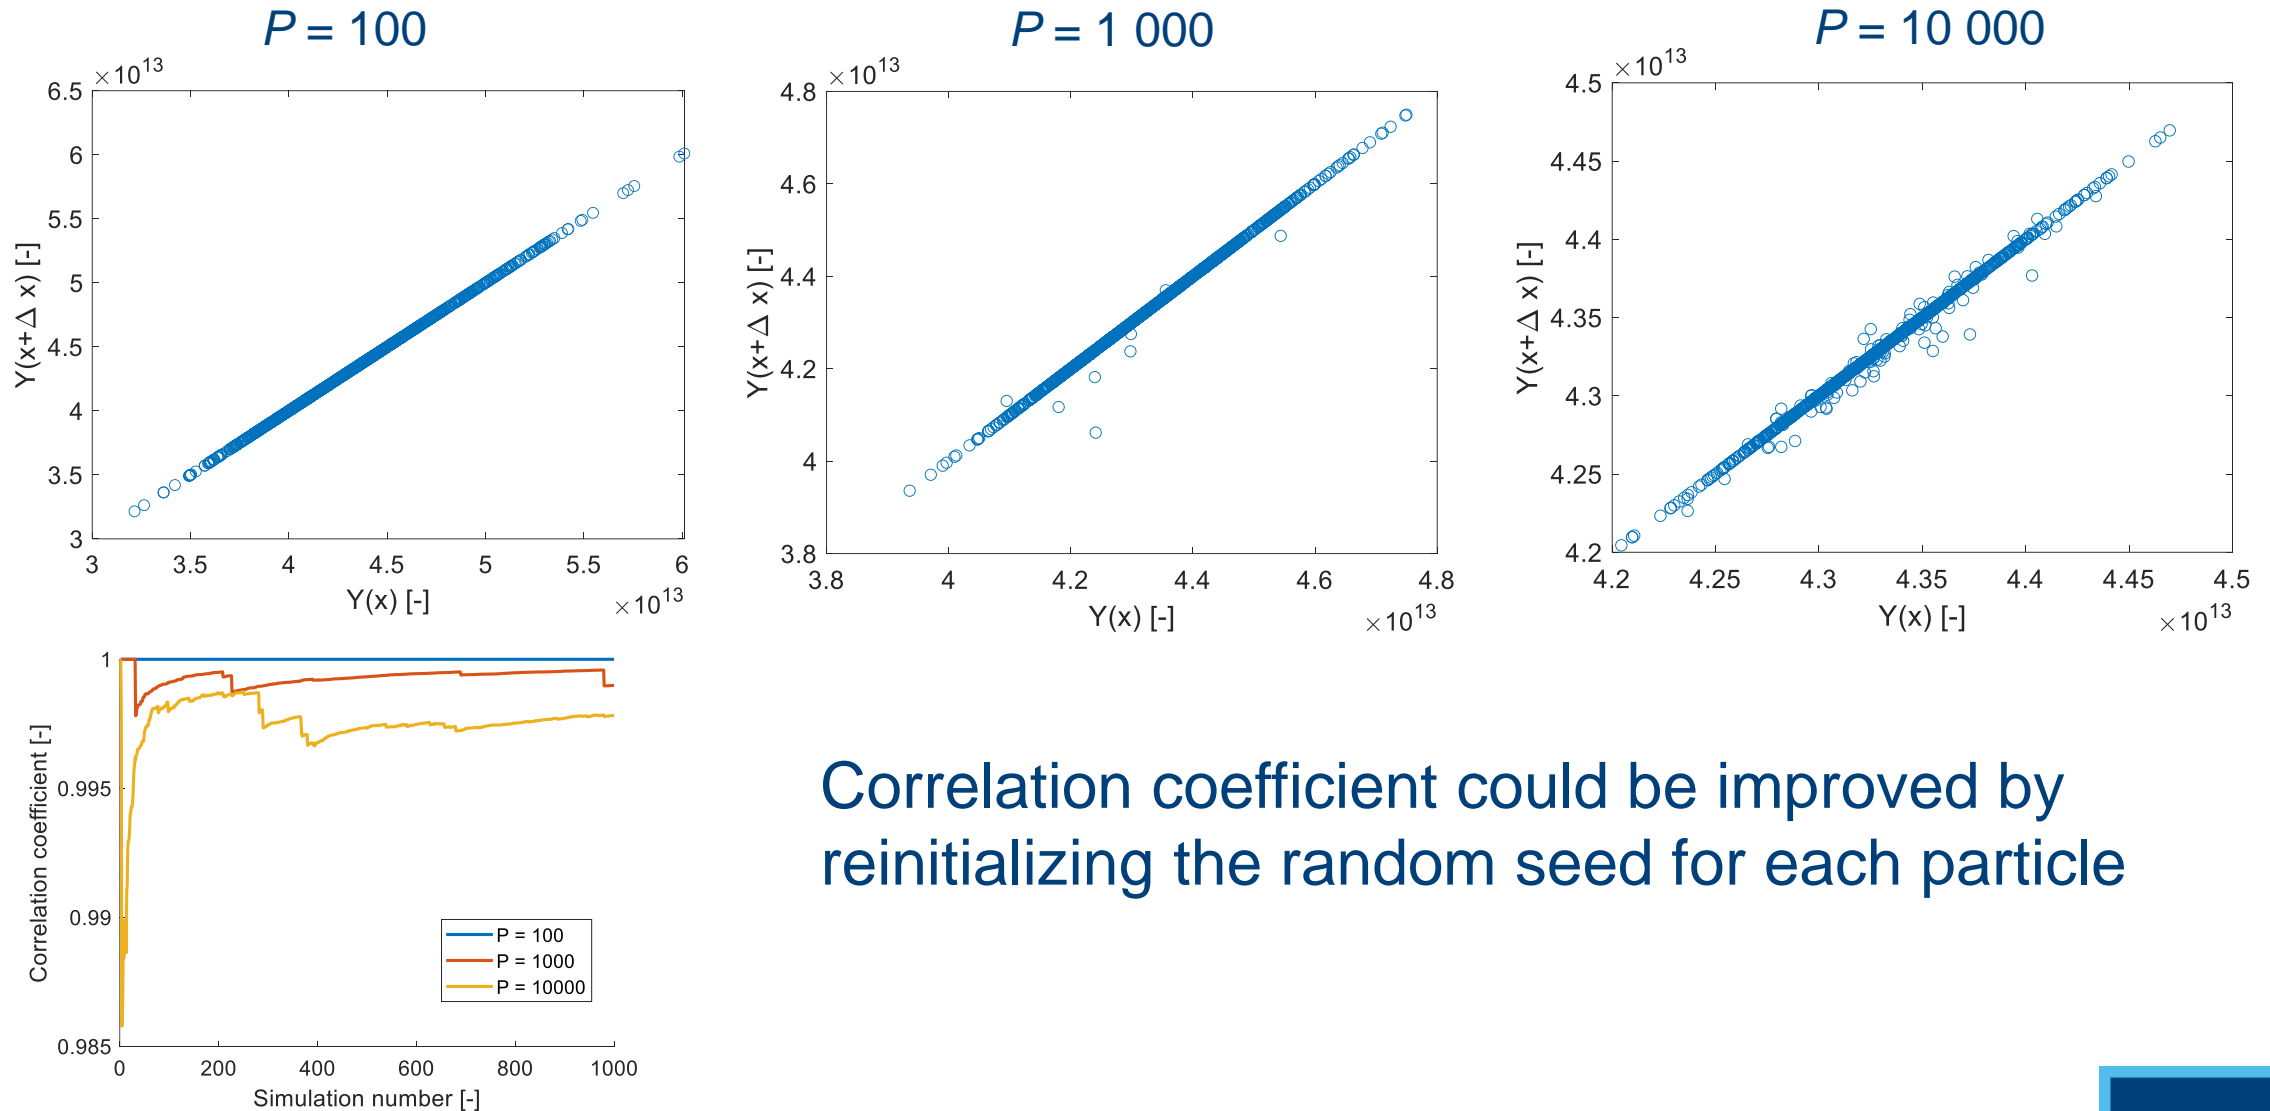 P = 100
×10^13
6.5
6
5.5
5
4.5
4
3.5
3
Y(x+Δ x) [-]
3 3.5 4 4.5 5 5.5 6
Y(x) [-]
×10^13
P = 1 000
×10^13
4.8
4.6
4.4
4.2
4
3.8
Y(x+Δ x) [-]
3.8 4 4.2 4.4 4.6 4.8
Y(x) [-]
×10^13
P = 10 000
×10^13
4.5
4.45
4.4
4.35
4.3
4.25
4.2
Y(x+Δ x) [-]
4.2 4.25 4.3 4.35 4.4 4.45 4.5
Y(x) [-]
×10^13
1
0.995
0.99
0.985
Correlation coefficient [-]
P = 100
P = 1000
P = 10000
0 200 400 600 800 1000
Simulation number [-]
Correlation coefficient could be improved by
reinitializing the random seed for each particle